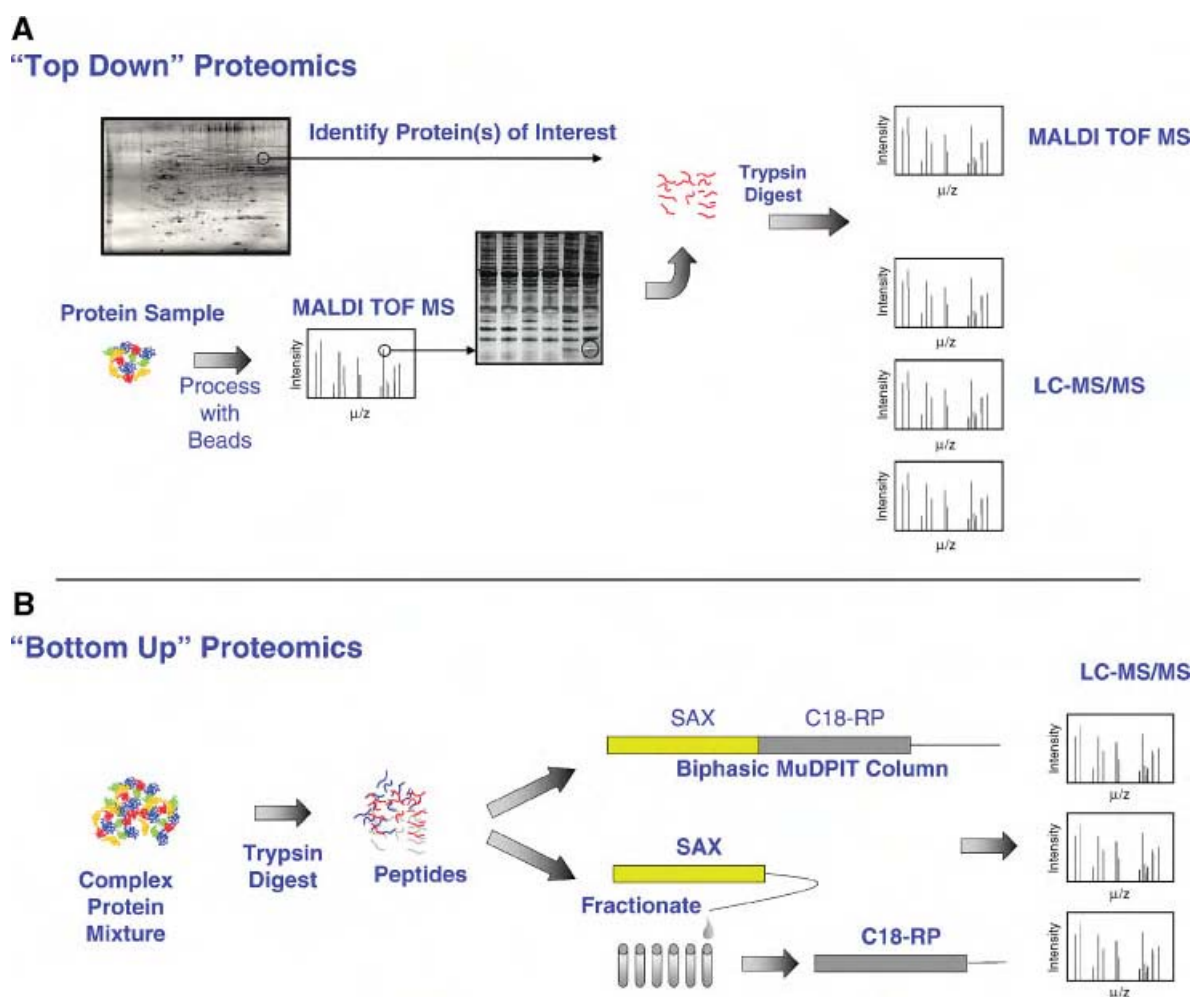 A
“Top Down” Proteomics
Identify Protein(s) of Interest
Trypsin
Digest
Intensity
μ/z
MALDI TOF MS
Protein Sample
Process
with
Beads
MALDI TOF MS
Intensity
μ/z
Intensity
μ/z
Intensity
μ/z
LC-MS/MS
Intensity
μ/z
B
“Bottom Up” Proteomics
LC-MS/MS
Complex
Protein
Mixture
Trypsin
Digest
Peptides
SAX
C18-RP
Biphasic MuDPIT Column
SAX
Fractionate
C18-RP
Intensity
μ/z
Intensity
μ/z
Intensity
μ/z